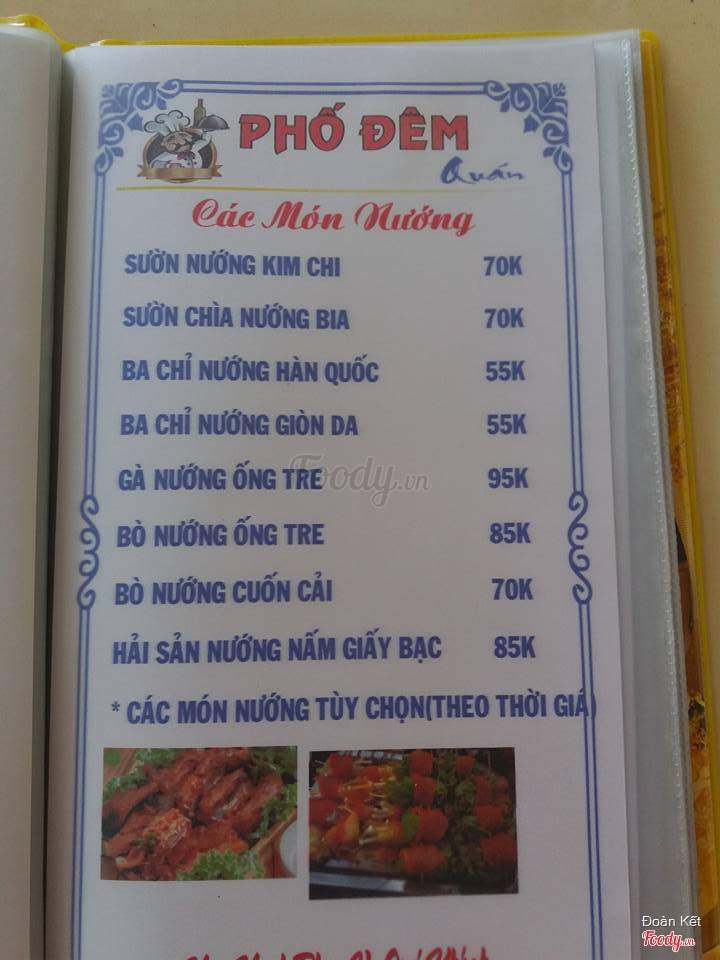 PHỐ ĐÊM
Quán
Các Món Nướng
SƯỜN NƯỚNG KIM CHI 70K
SƯỜN CHÌA NƯỚNG BIA 70K
BA CHỈ NƯỚNG HÀN QUỐC 55K
BA CHỈ NƯỚNG GIÒN DA 55K
GÀ NƯỚNG ỐNG TRE 95K
Foody.vn
BÒ NƯỚNG ỐNG TRE 85K
BÒ NƯỚNG CUỐN CẢI 70K
HẢI SẢN NƯỚNG NẤM GIẤY BẠC 85K
* CÁC MÓN NƯỚNG TÙY CHỌN(THEO THỜI GIÁ)
Đoàn Kết
Foody.vn